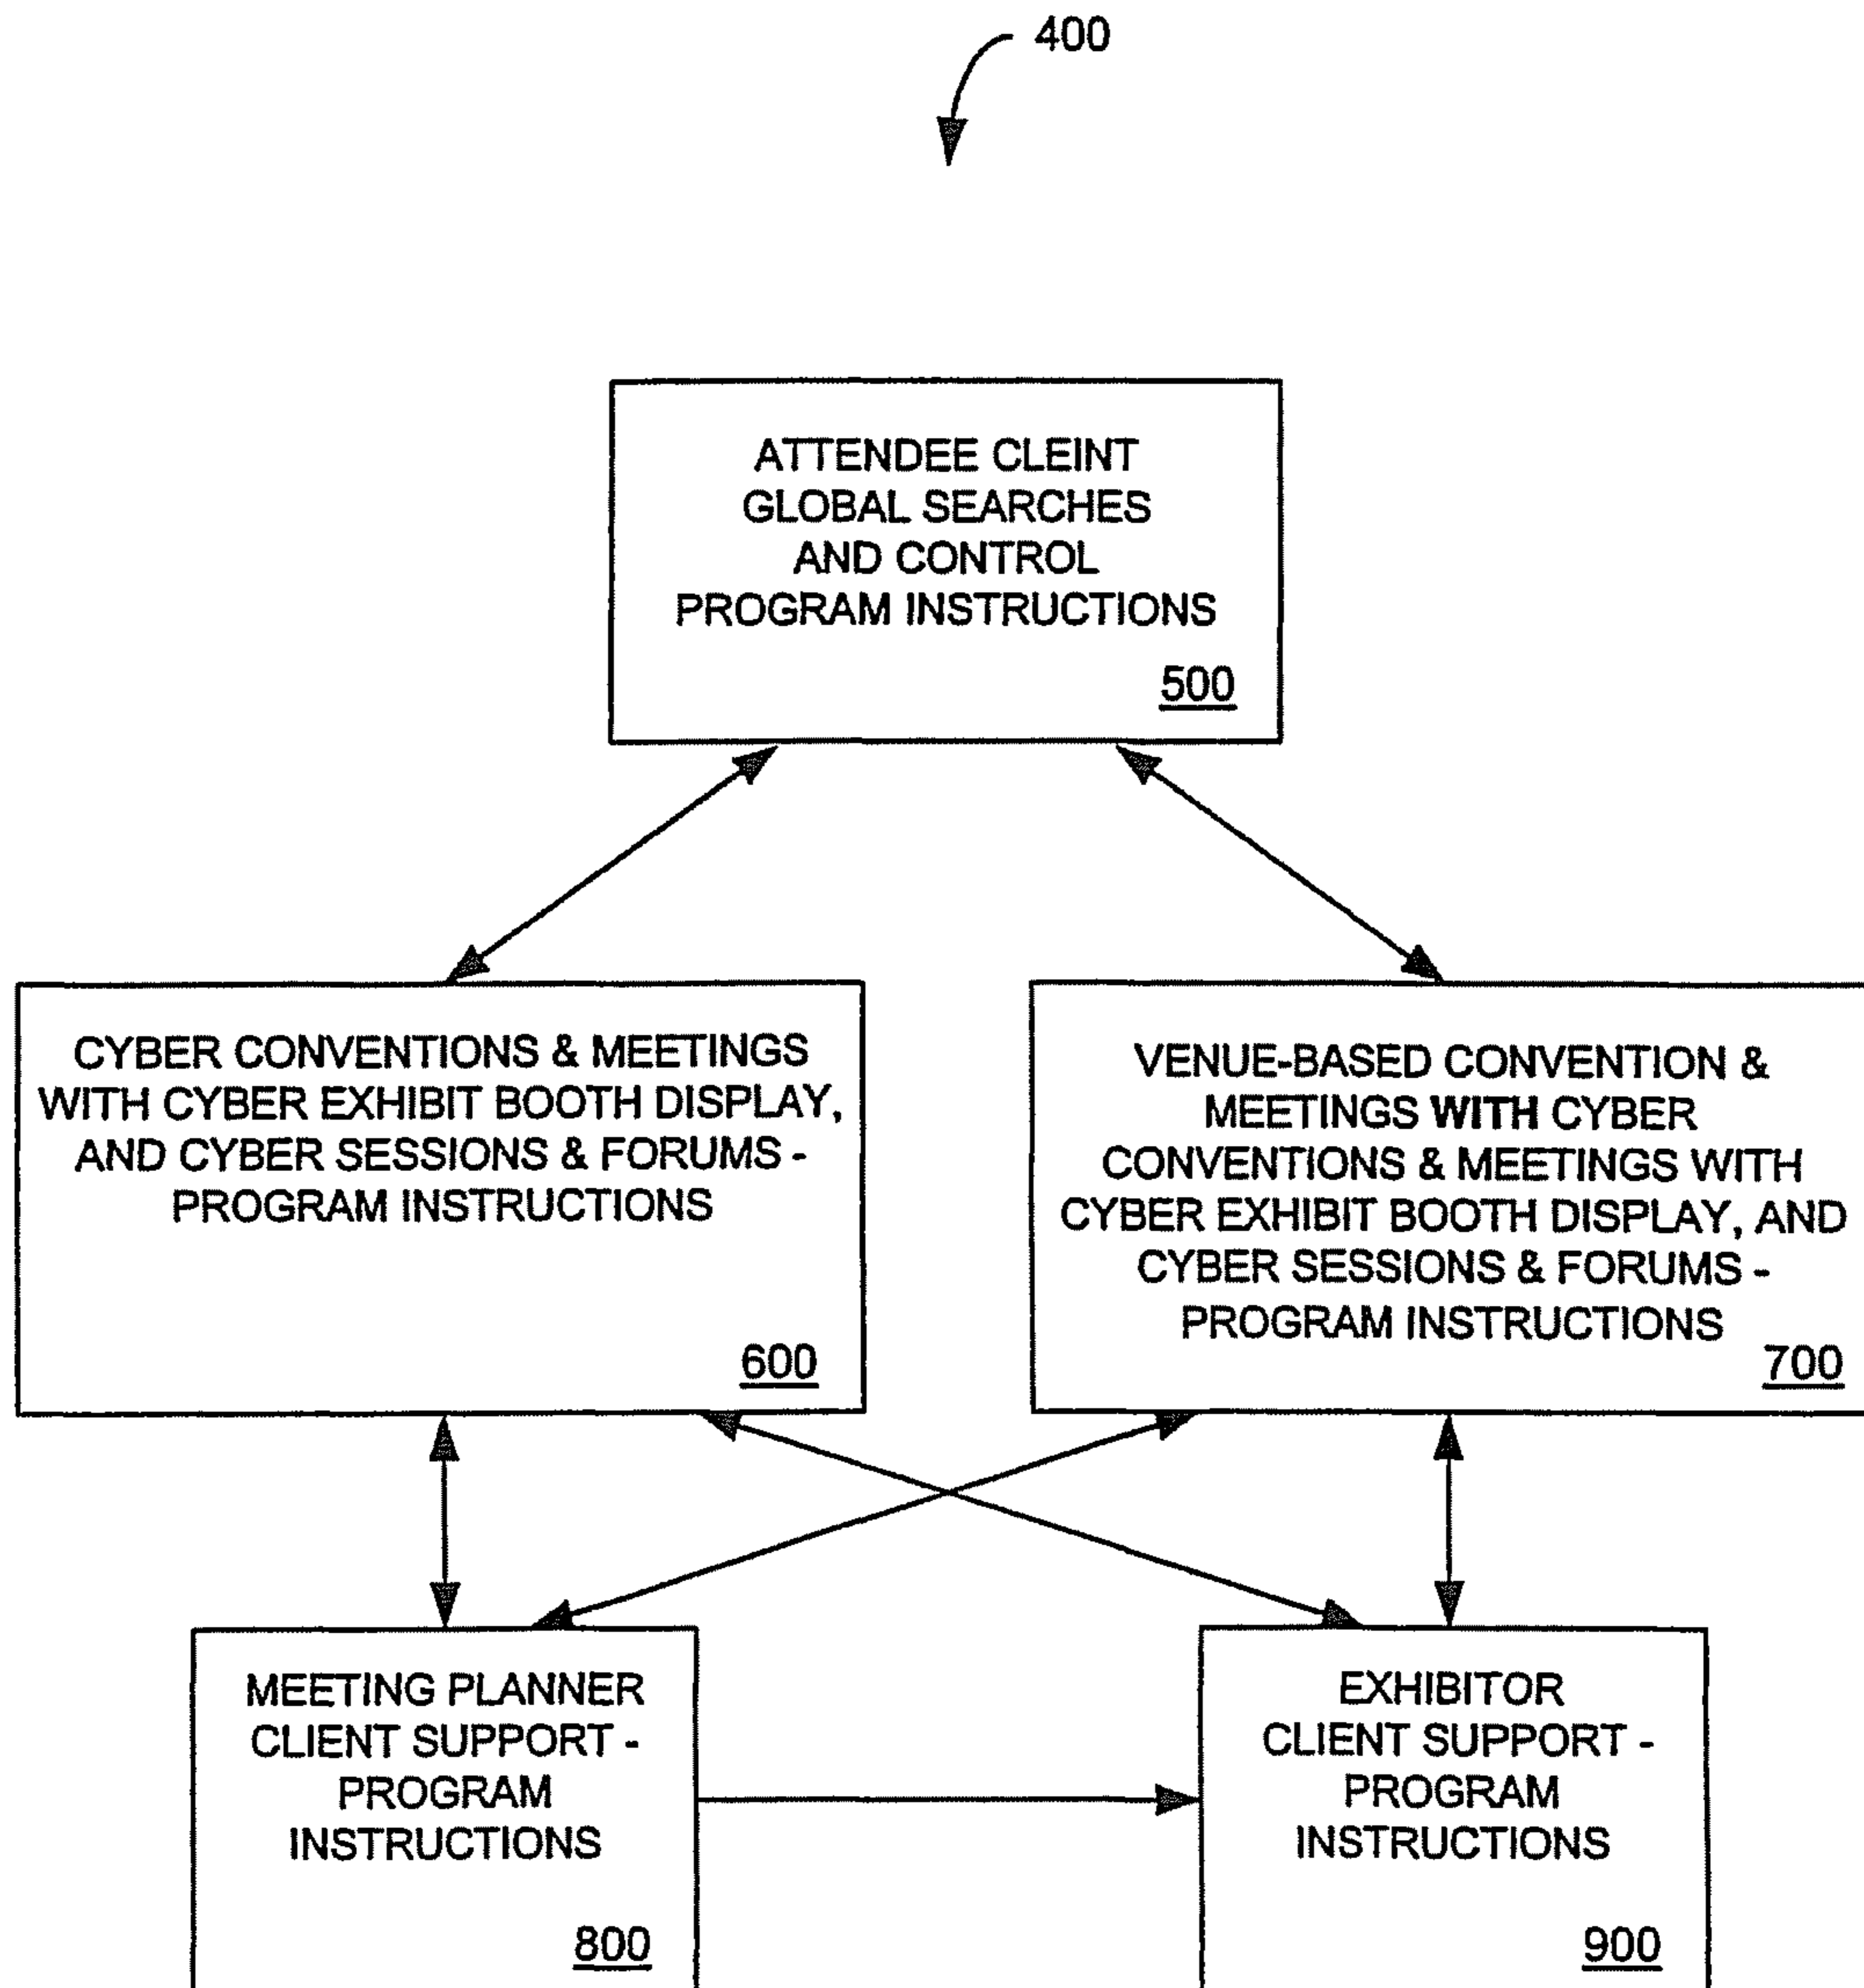 400
ATTENDEE CLEINT
GLOBAL SEARCHES
AND CONTROL
PROGRAM INSTRUCTIONS
500
CYBER CONVENTIONS & MEETINGS
WITH CYBER EXHIBIT BOOTH DISPLAY,
AND CYBER SESSIONS & FORUMS -
PROGRAM INSTRUCTIONS
600
VENUE-BASED CONVENTION &
MEETINGS WITH CYBER
CONVENTIONS & MEETINGS WITH
CYBER EXHIBIT BOOTH DISPLAY, AND
CYBER SESSIONS & FORUMS -
PROGRAM INSTRUCTIONS
700
MEETING PLANNER
CLIENT SUPPORT -
PROGRAM
INSTRUCTIONS
800
EXHIBITOR
CLIENT SUPPORT -
PROGRAM
INSTRUCTIONS
900